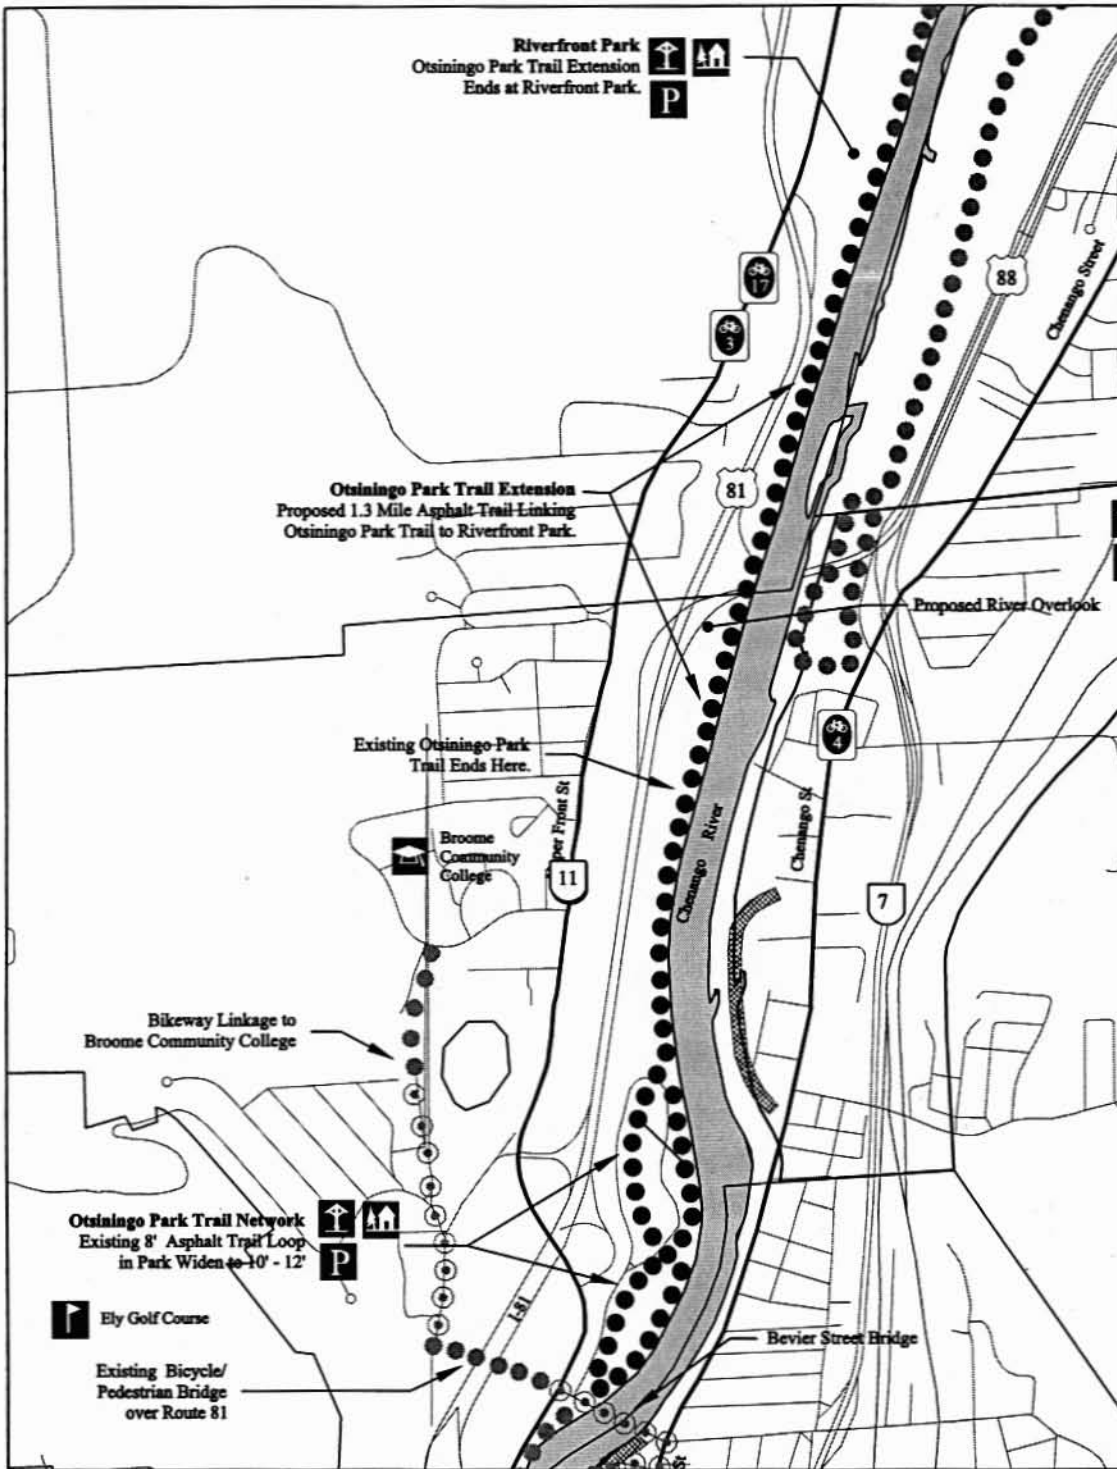 Riverfront Park
Otsiningo Park Trail Extension
Ends at Riverfront Park.
P
17
3
88
Chenango Street
81
Otsiningo Park Trail Extension
Proposed 1.3 Mile Asphalt Trail Linking
Otsiningo Park Trail to Riverfront Park.
Proposed River Overlook
4
Existing Otsiningo Park
Trail Ends Here.
Chenango River
Chenango St
Front St
11
7
Broome
Community
College
Bikeway Linkage to
Broome Community College
Otsiningo Park Trail Network
Existing 8' Asphalt Trail Loop
in Park Widen to 10' - 12'
P
Ely Golf Course
I-81
Bevier Street Bridge
Existing Bicycle/
Pedestrian Bridge
over Route 81
St